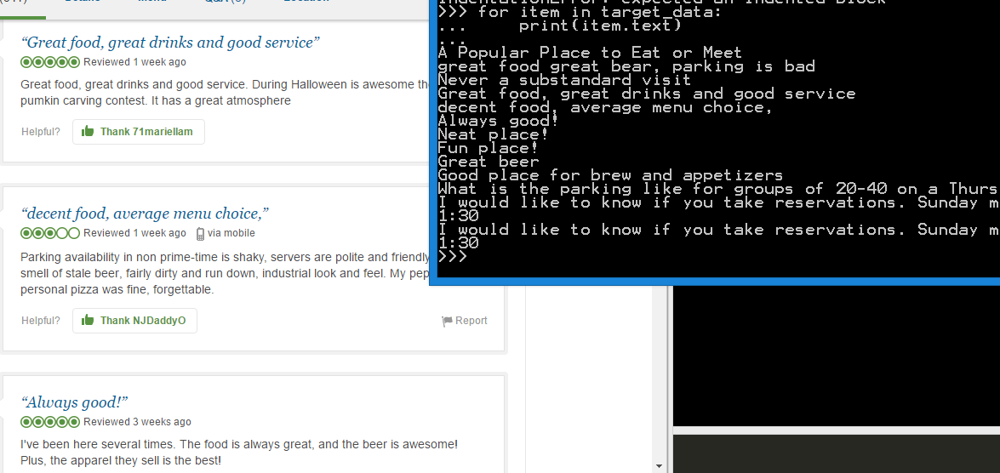 Details Menu Q&A Location
“Great food, great drinks and good service”
Reviewed 1 week ago
Great food, great drinks and good service. During Halloween is awesome
pumkin carving contest. It has a great atmosphere
Helpful? Thank 71mariellam
“decent food, average menu choice,”
Reviewed 1 week ago via mobile
Parking availability in non prime-time is shaky, servers are polite and friendly
smell of stale beer, fairly dirty and run down, industrial look and feel. My
personal pizza was fine, forgettable.
Helpful? Thank NJDaddyO Report
“Always good!”
Reviewed 3 weeks ago
I've been here several times. The food is always great, and the beer is awesome!
Plus, the apparel they sell is the best!
IndentationError: expected an indented block
>>> for item in target_data:
... print(item.text)
...
A Popular Place to Eat or Meet
great food great bear, parking is bad
Never a substandard visit
Great food, great drinks and good service
decent food, average menu choice,
Always good!
Neat place!
Fun place!
Great beer
Good place for brew and appetizers
What is the parking like for groups of 20-40 on a Thurs
I would like to know if you take reservations. Sunday m
1:30
I would like to know if you take reservations. Sunday m
1:30
>>>